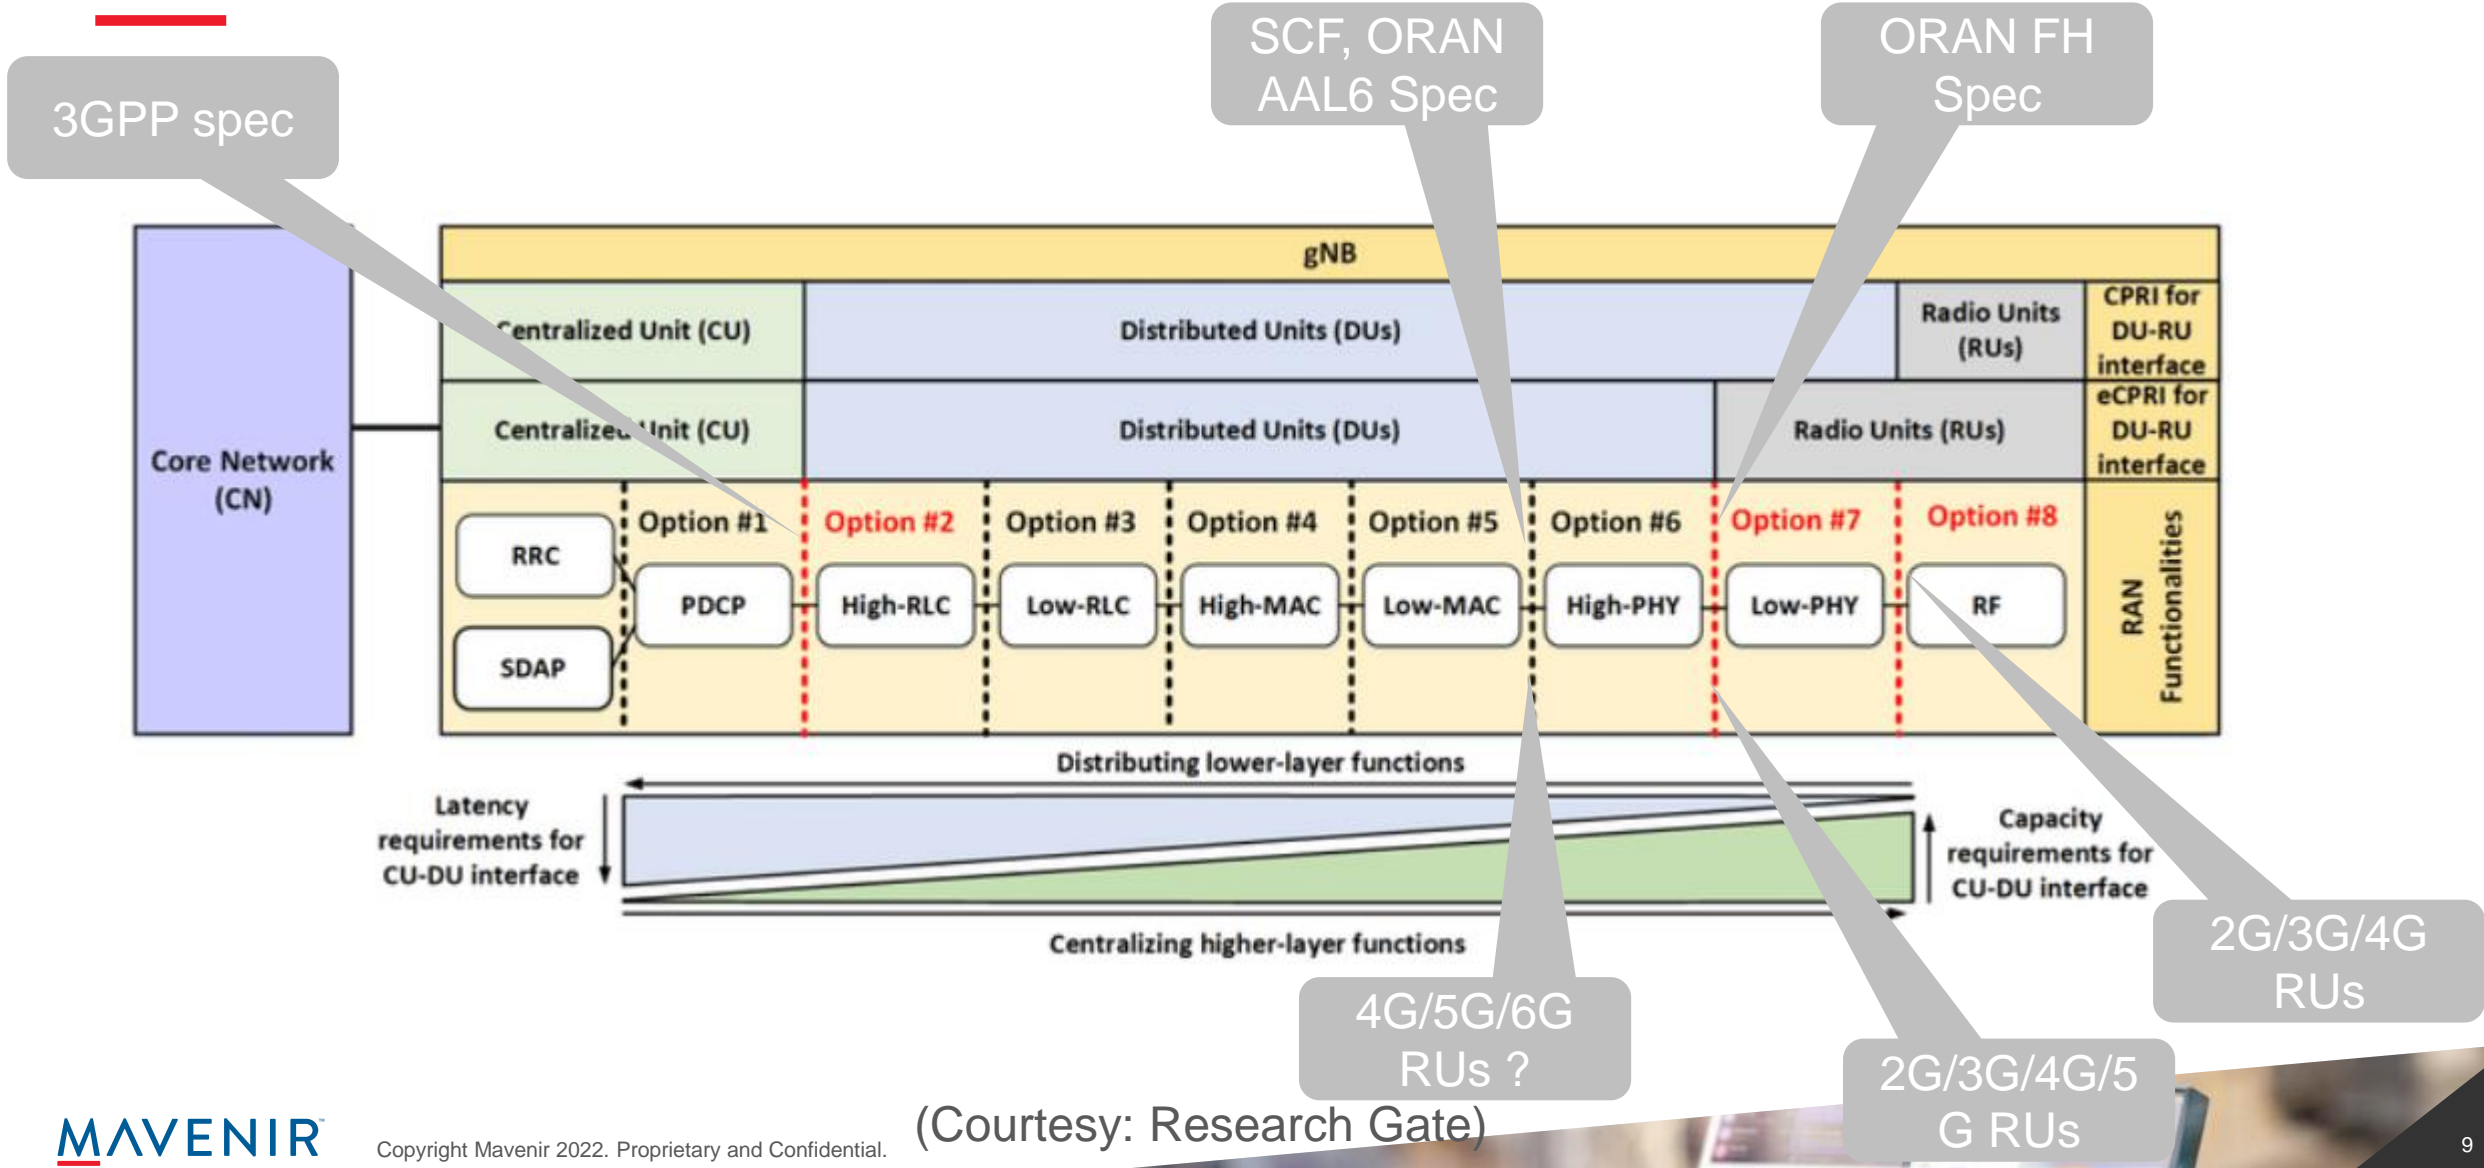 3GPP spec
SCF, ORAN
AAL6 Spec
ORAN FH
Spec
Core Network
(CN)
gNB
Centralized Unit (CU)
Distributed Units (DUs)
Radio Units
(RUs)
CPRI for
DU-RU
interface
Centralized Unit (CU)
Distributed Units (DUs)
Radio Units (RUs)
eCPRI for
DU-RU
interface
Option #1
Option #2
Option #3
Option #4
Option #5
Option #6
Option #7
Option #8
RRC
SDAP
PDCP
High-RLC
Low-RLC
High-MAC
Low-MAC
High-PHY
Low-PHY
RF
RAN
Functionalities
Distributing lower-layer functions
Latency
requirements for
CU-DU interface
Capacity
requirements for
CU-DU interface
Centralizing higher-layer functions
4G/5G/6G
RUs ?
2G/3G/4G/5
G RUs
2G/3G/4G
RUs
(Courtesy: Research Gate)
MAVENIR
Copyright Mavenir 2022. Proprietary and Confidential.
9